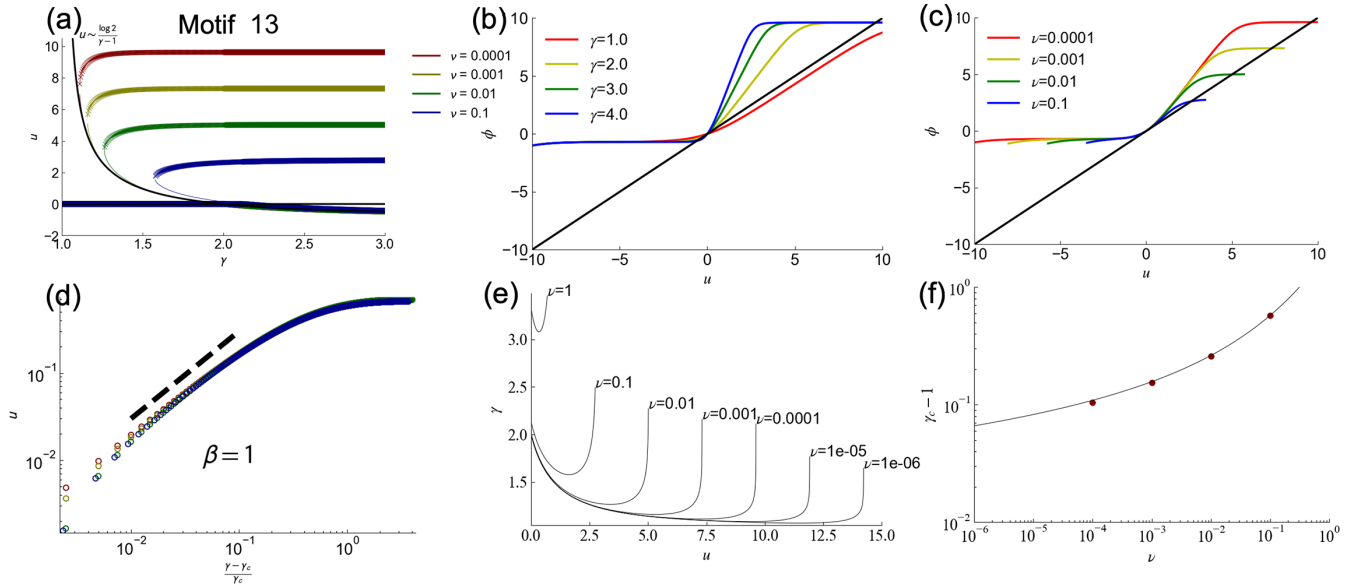 (a) Motif 13
u~ log 2 / γ−1
10
8
6
4
2
0
−2
1.0 1.5 2.0 2.5 3.0
u
γ
ν = 0.0001
ν = 0.001
ν = 0.01
ν = 0.1
(b)
10
5
0
−5
−10
−10 −5 0 5 10
ϕ
u
γ=1.0
γ=2.0
γ=3.0
γ=4.0
(c)
10
5
0
−5
−10
−10 −5 0 5 10
ϕ
u
ν=0.0001
ν=0.001
ν=0.01
ν=0.1
(d)
10⁻¹
10⁻²
10⁻² 10⁻¹ 10⁰
u
β=1
γ−γc / γc
(e)
3.0
2.5
2.0
1.5
0.0 2.5 5.0 7.5 10.0 12.5 15.0
γ
u
ν=1
ν=0.1
ν=0.01
ν=0.001
ν=0.0001
ν=1e-05
ν=1e-06
(f)
10⁰
10⁻¹
10⁻²
10⁻⁶ 10⁻⁵ 10⁻⁴ 10⁻³ 10⁻² 10⁻¹ 10⁰
γc − 1
ν